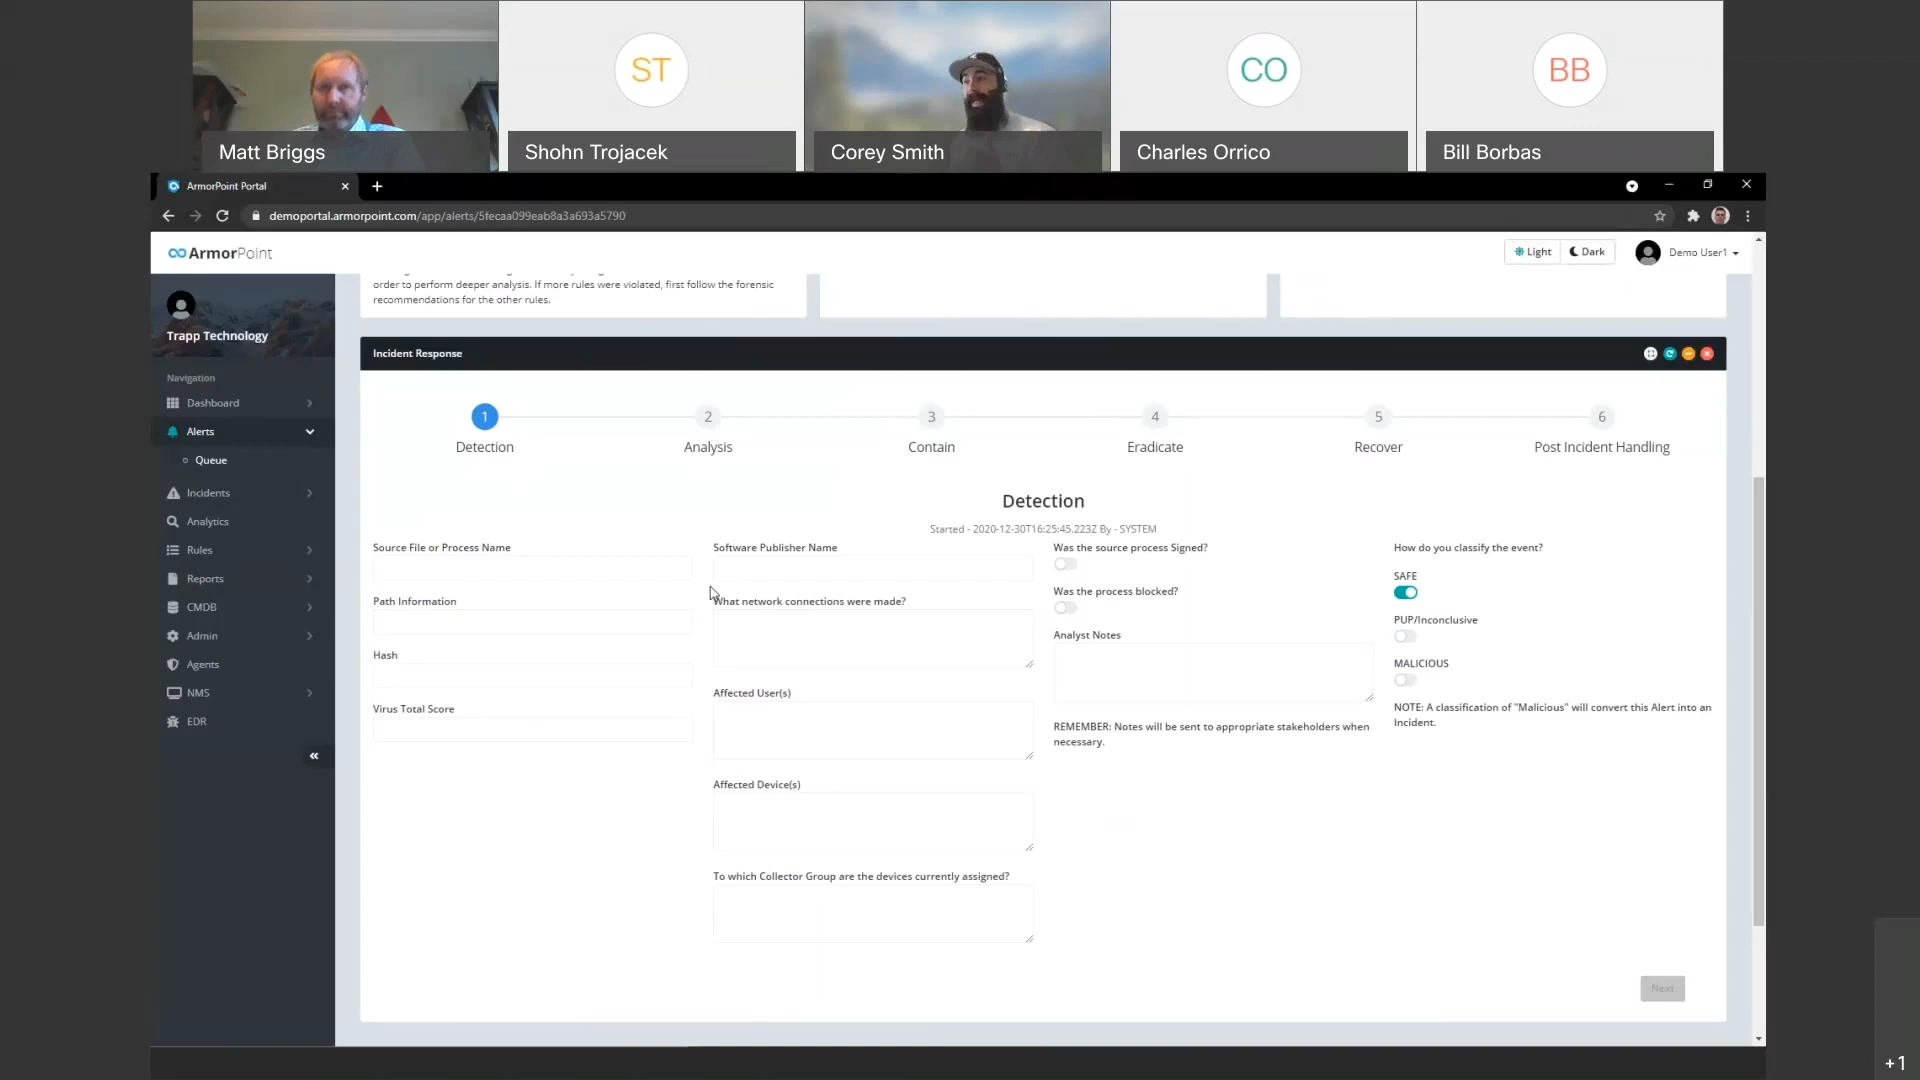 ST
CO
BB
Matt Briggs
Shohn Trojacek
Corey Smith
Charles Orrico
Bill Borbas
ArmorPoint Portal
demoportal.armorpoint.com/app/alerts/5fecaa099eab8a3a693a5790
ArmorPoint
Light
Dark
Demo User1
order to perform deeper analysis. If more rules were violated, first follow the forensic
recommendations for the other rules.
Trapp Technology
Navigation
Dashboard
Alerts
Queue
Incidents
Analytics
Rules
Reports
CMDB
Admin
Agents
NMS
EDR
Incident Response
1
2
3
4
5
6
Detection
Analysis
Contain
Eradicate
Recover
Post Incident Handling
Detection
Started - 2020-12-30T16:25:45.223Z By - SYSTEM
Source File or Process Name
Path Information
Hash
Virus Total Score
Software Publisher Name
What network connections were made?
Affected User(s)
Affected Device(s)
To which Collector Group are the devices currently assigned?
Was the source process Signed?
Was the process blocked?
Analyst Notes
REMEMBER: Notes will be sent to appropriate stakeholders when
necessary.
How do you classify the event?
SAFE
PUP/Inconclusive
MALICIOUS
NOTE: A classification of "Malicious" will convert this Alert into an
Incident.
Next
+1